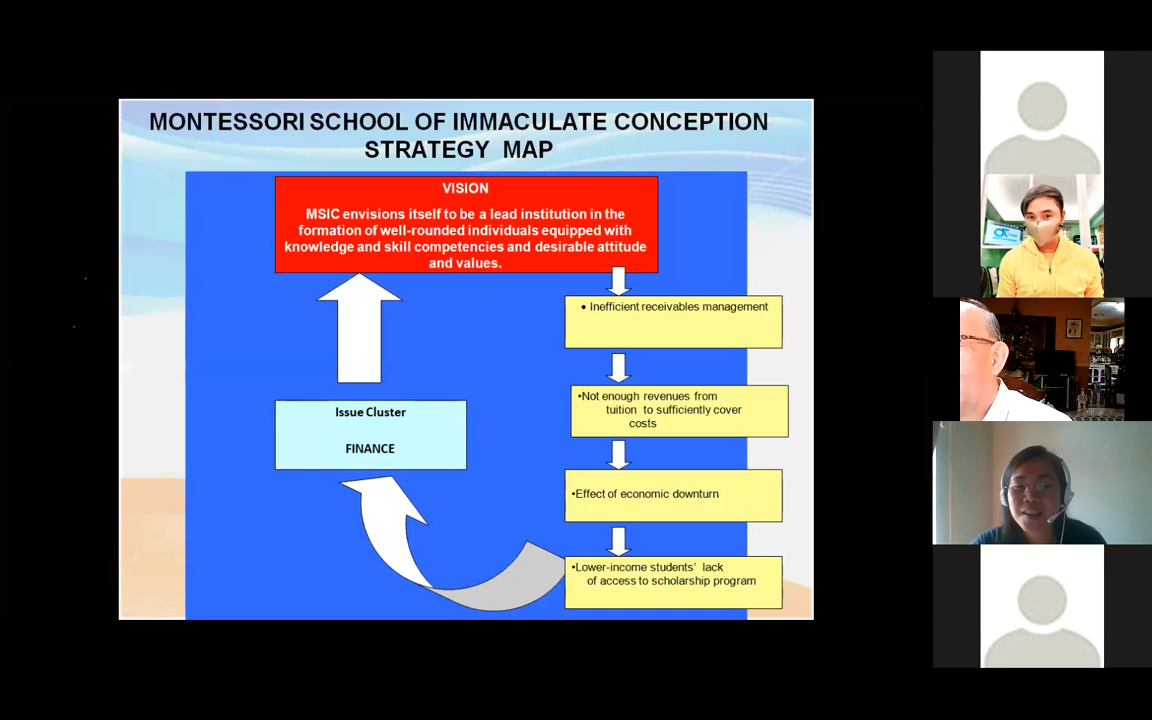 MONTESSORI SCHOOL OF IMMACULATE CONCEPTION
STRATEGY MAP
VISION
MSIC envisions itself to be a lead institution in the
formation of well-rounded individuals equipped with
knowledge and skill competencies and desirable attitude
and values.
• Inefficient receivables management
•Not enough revenues from
tuition to sufficiently cover
costs
•Effect of economic downturn
•Lower-income students' lack
of access to scholarship program
Issue Cluster
FINANCE